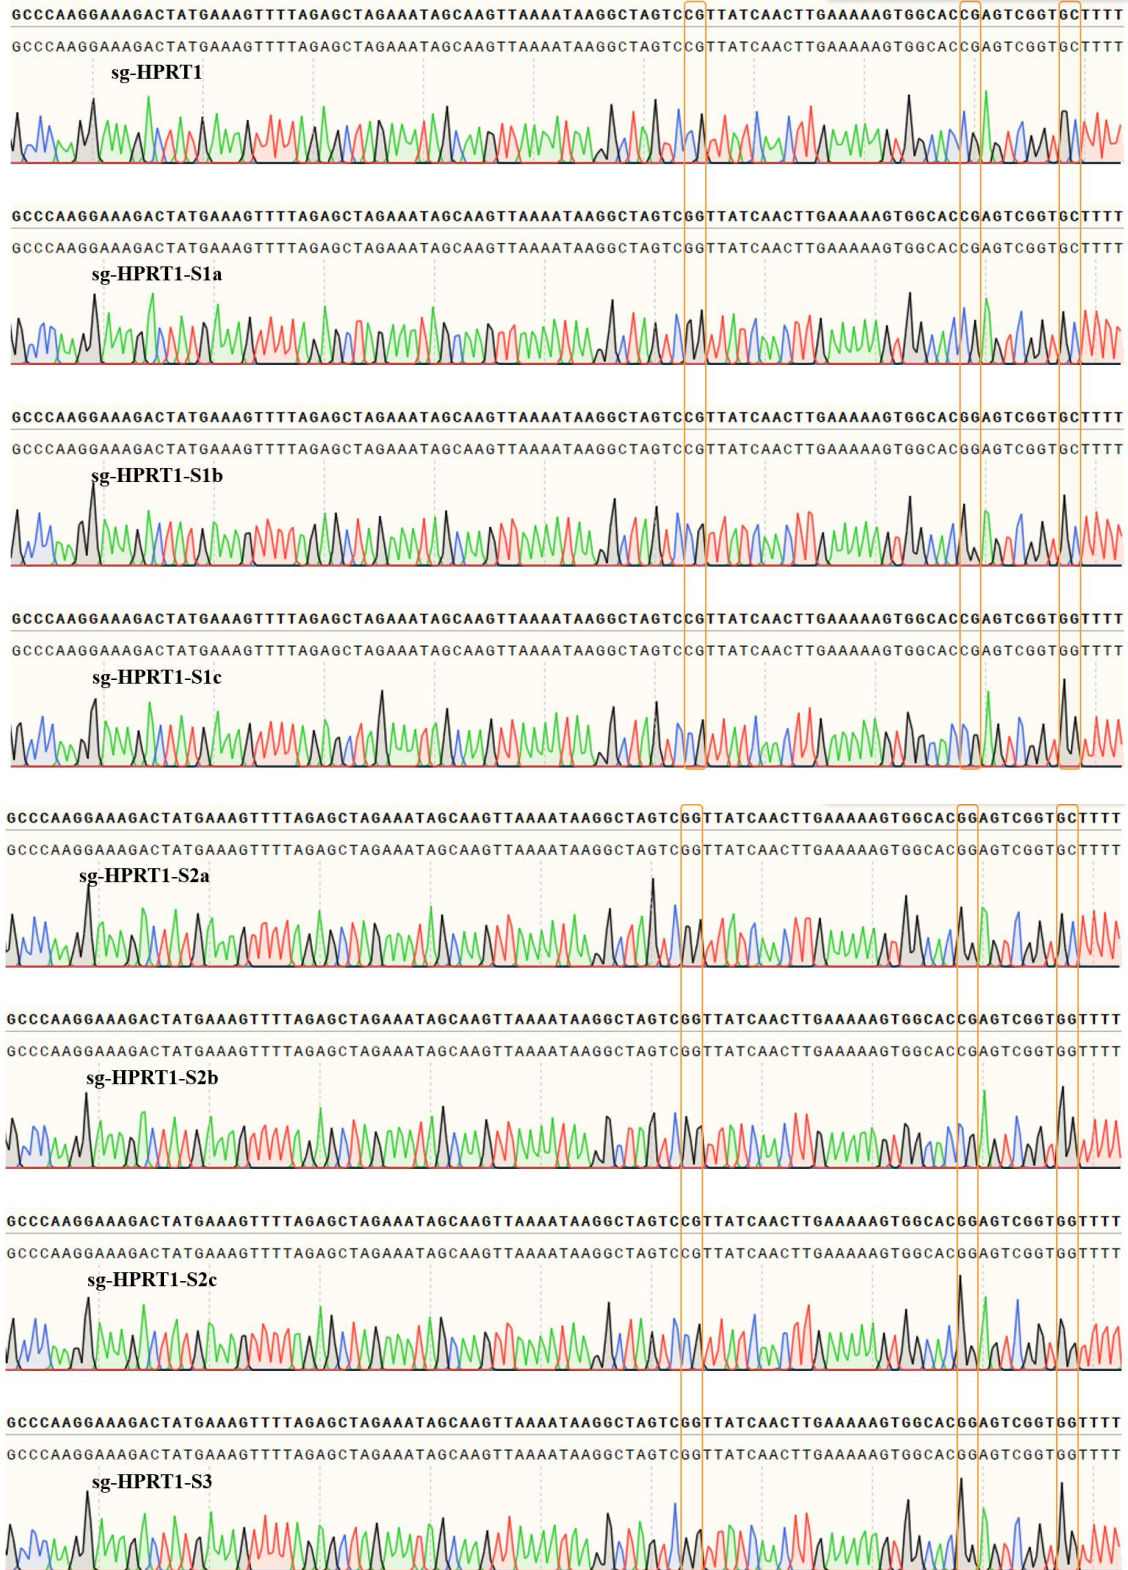 GCCCAAGGAAAGACTATGAAAGTTTTAGAGCTAGAAATAGCAAGTTAAAATAAGGCTAGTCCGTTATCAACTTGAAAAAGTGGCACCGAGTCGGTGCTTTT
GCCCAAGGAAAGACTATGAAAGTTTTAGAGCTAGAAATAGCAAGTTAAAATAAGGCTAGTCCGTTATCAACTTGAAAAAGTGGCACCGAGTCGGTGCTTTT
sg-HPRT1
GCCCAAGGAAAGACTATGAAAGTTTTAGAGCTAGAAATAGCAAGTTAAAATAAGGCTAGTCGGTTATCAACTTGAAAAAGTGGCACCGAGTCGGTGCTTTT
GCCCAAGGAAAGACTATGAAAGTTTTAGAGCTAGAAATAGCAAGTTAAAATAAGGCTAGTCGGTTATCAACTTGAAAAAGTGGCACCGAGTCGGTGCTTTT
sg-HPRT1-S1a
GCCCAAGGAAAGACTATGAAAGTTTTAGAGCTAGAAATAGCAAGTTAAAATAAGGCTAGTCCGTTATCAACTTGAAAAAGTGGCACGGAGTCGGTGCTTTT
GCCCAAGGAAAGACTATGAAAGTTTTAGAGCTAGAAATAGCAAGTTAAAATAAGGCTAGTCCGTTATCAACTTGAAAAAGTGGCACGGAGTCGGTGCTTTT
sg-HPRT1-S1b
GCCCAAGGAAAGACTATGAAAGTTTTAGAGCTAGAAATAGCAAGTTAAAATAAGGCTAGTCCGTTATCAACTTGAAAAAGTGGCACCGAGTCGGTGGTTTT
GCCCAAGGAAAGACTATGAAAGTTTTAGAGCTAGAAATAGCAAGTTAAAATAAGGCTAGTCCGTTATCAACTTGAAAAAGTGGCACCGAGTCGGTGGTTTT
sg-HPRT1-S1c
GCCCAAGGAAAGACTATGAAAGTTTTAGAGCTAGAAATAGCAAGTTAAAATAAGGCTAGTCGGTTATCAACTTGAAAAAGTGGCACGGAGTCGGTGCTTTT
GCCCAAGGAAAGACTATGAAAGTTTTAGAGCTAGAAATAGCAAGTTAAAATAAGGCTAGTCGGTTATCAACTTGAAAAAGTGGCACGGAGTCGGTGCTTTT
sg-HPRT1-S2a
GCCCAAGGAAAGACTATGAAAGTTTTAGAGCTAGAAATAGCAAGTTAAAATAAGGCTAGTCGGTTATCAACTTGAAAAAGTGGCACCGAGTCGGTGGTTTT
GCCCAAGGAAAGACTATGAAAGTTTTAGAGCTAGAAATAGCAAGTTAAAATAAGGCTAGTCGGTTATCAACTTGAAAAAGTGGCACCGAGTCGGTGGTTTT
sg-HPRT1-S2b
GCCCAAGGAAAGACTATGAAAGTTTTAGAGCTAGAAATAGCAAGTTAAAATAAGGCTAGTCCGTTATCAACTTGAAAAAGTGGCACGGAGTCGGTGGTTTT
GCCCAAGGAAAGACTATGAAAGTTTTAGAGCTAGAAATAGCAAGTTAAAATAAGGCTAGTCCGTTATCAACTTGAAAAAGTGGCACGGAGTCGGTGGTTTT
sg-HPRT1-S2c
GCCCAAGGAAAGACTATGAAAGTTTTAGAGCTAGAAATAGCAAGTTAAAATAAGGCTAGTCGGTTATCAACTTGAAAAAGTGGCACGGAGTCGGTGGTTTT
GCCCAAGGAAAGACTATGAAAGTTTTAGAGCTAGAAATAGCAAGTTAAAATAAGGCTAGTCGGTTATCAACTTGAAAAAGTGGCACGGAGTCGGTGGTTTT
sg-HPRT1-S3